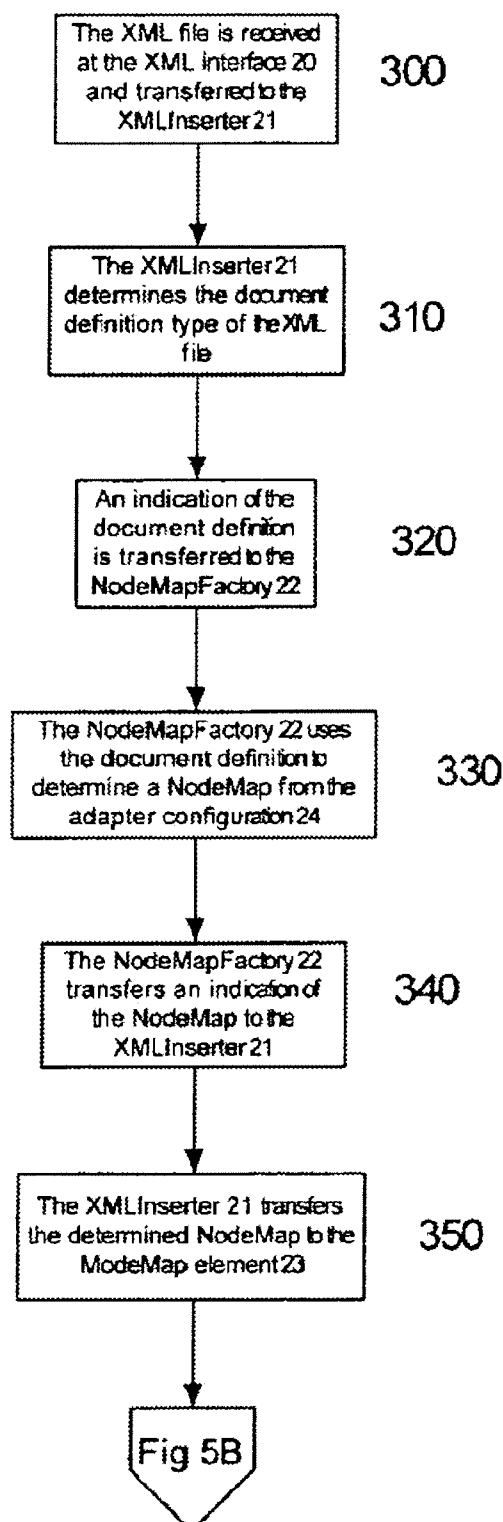 The XML file is received
at the XML interface 20
and transferred to the
XMLInserter 21
300
The XMLInserter 21
determines the document
definition type of the XML
file
310
An indication of the
document definition
is transferred to the
NodeMapFactory 22
320
The NodeMapFactory 22 uses
the document definition to
determine a NodeMap from the
adapter configuration 24
330
The NodeMapFactory 22
transfers an indication of
the NodeMap to the
XMLInserter 21
340
The XMLInserter 21 transfers
the determined NodeMap to the
ModeMap element 23
350
Fig 5B